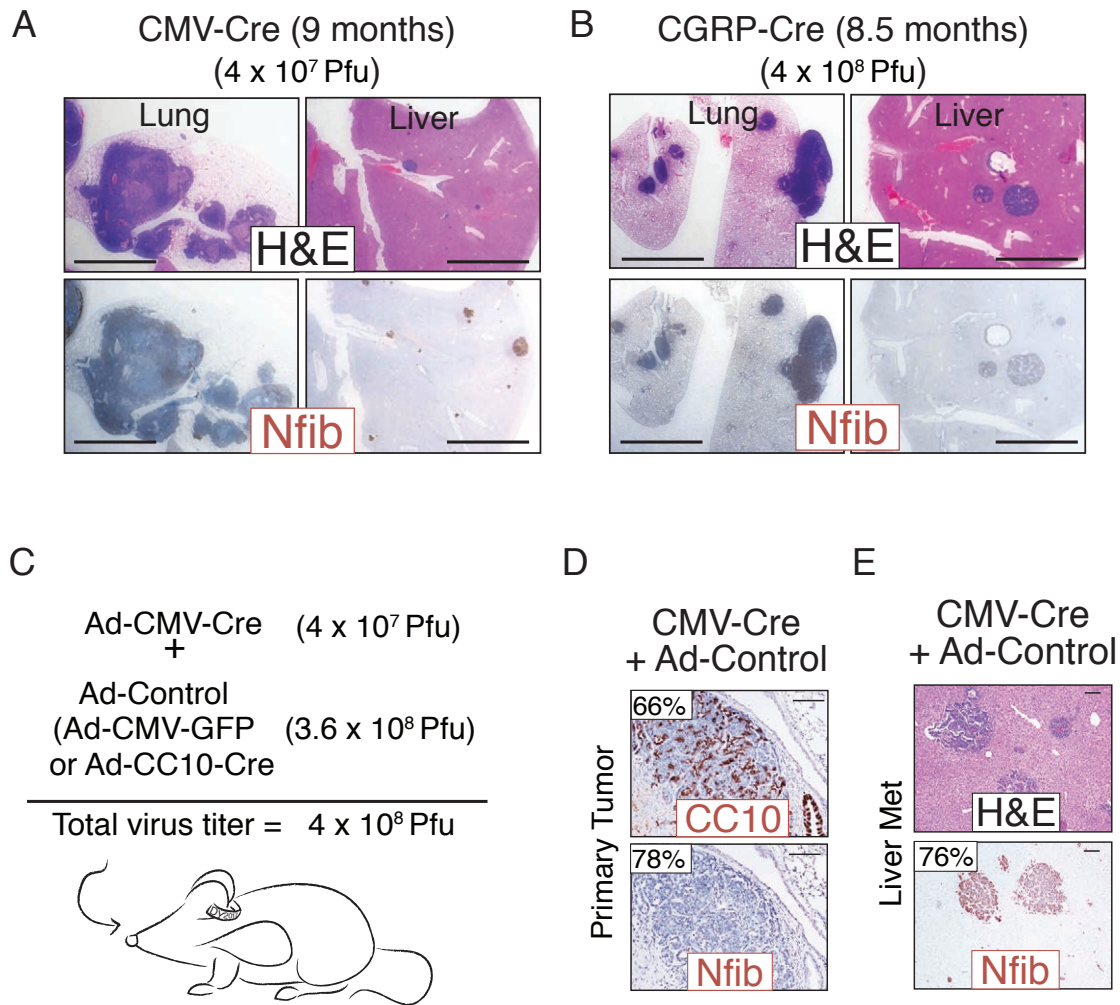 A
CMV-Cre (9 months)
(4 x 10⁷ Pfu)
Lung
Liver
H&E
Nfib
B
CGRP-Cre (8.5 months)
(4 x 10⁸ Pfu)
Lung
Liver
H&E
Nfib
C
Ad-CMV-Cre (4 x 10⁷ Pfu)
+
Ad-Control
(Ad-CMV-GFP (3.6 x 10⁸ Pfu)
or Ad-CC10-Cre
Total virus titer = 4 x 10⁸ Pfu
D
CMV-Cre
+ Ad-Control
Primary Tumor
66%
CC10
78%
Nfib
E
CMV-Cre
+ Ad-Control
Liver Met
H&E
76%
Nfib